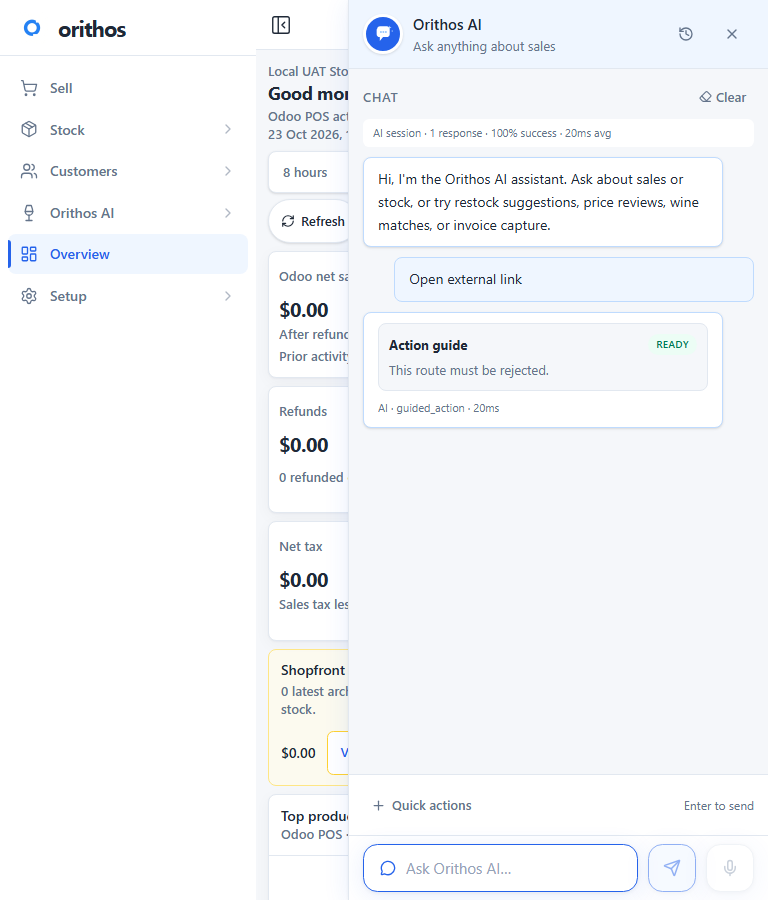 orithos
Sell
Stock
Customers
Orithos AI
Overview
Setup
Local UAT Sto
Good mor
Odoo POS act
23 Oct 2026,
8 hours
Refresh
Odoo net sa
$0.00
After refund
Prior activity
Refunds
$0.00
0 refunded
Net tax
$0.00
Sales tax les
Shopfront
0 latest arch
stock.
$0.00
V
Top produ
Odoo POS
Orithos AI
Ask anything about sales
CHAT
Clear
AI session · 1 response · 100% success · 20ms avg
Hi, I'm the Orithos AI assistant. Ask about sales or
stock, or try restock suggestions, price reviews, wine
matches, or invoice capture.
Open external link
Action guide
READY
This route must be rejected.
AI · guided_action · 20ms
Quick actions
Enter to send
Ask Orithos AI...